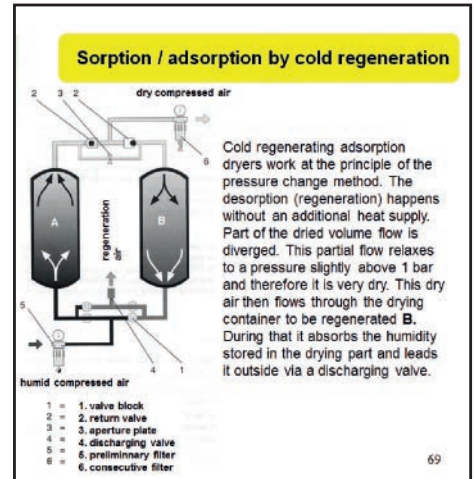 Sorption / adsorption by cold regeneration
2 3 2
dry compressed air
6
Cold regenerating adsorption
dryers work at the principle of the
pressure change method. The
desorption (regeneration) happens
without an additional heat supply.
Part of the dried volume flow is
diverged. This partial flow relaxes
to a pressure slightly above 1 bar
and therefore it is very dry. This dry
air then flows through the drying
container to be regenerated B.
During that it absorbs the humidity
stored in the drying part and leads
it outside via a discharging valve.
A
B
regeneration
air
5
4
1
humid compressed air
1 = 1. valve block
2 = 2. return valve
3 = 3. aperture plate
4 = 4. discharging valve
5 = 5. preliminnary filter
6 = 6. consecutive filter
69